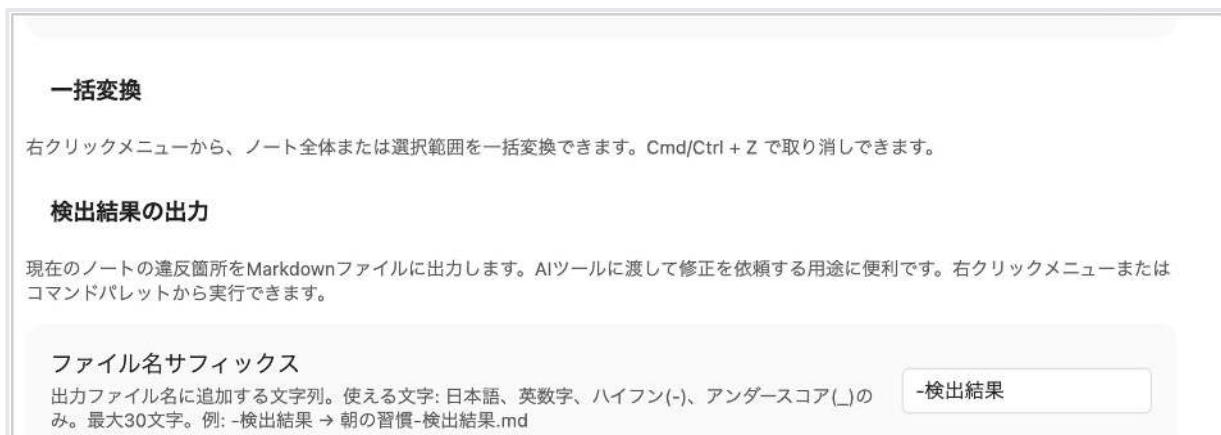 一括変換
右クリックメニューから、ノート全体または選択範囲を一括変換できます。Cmd/Ctrl + Z で取り消しできます。
検出結果の出力
現在のノートの違反箇所をMarkdownファイルに出力します。AIツールに渡して修正を依頼する用途に便利です。右クリックメニューまたは
コマンドパレットから実行できます。
ファイル名サフィックス
出力ファイル名に追加する文字列。使える文字: 日本語、英数字、ハイフン(-)、アンダースコア(_)の
み。最大30文字。例: -検出結果 → 朝の習慣-検出結果.md
-検出結果